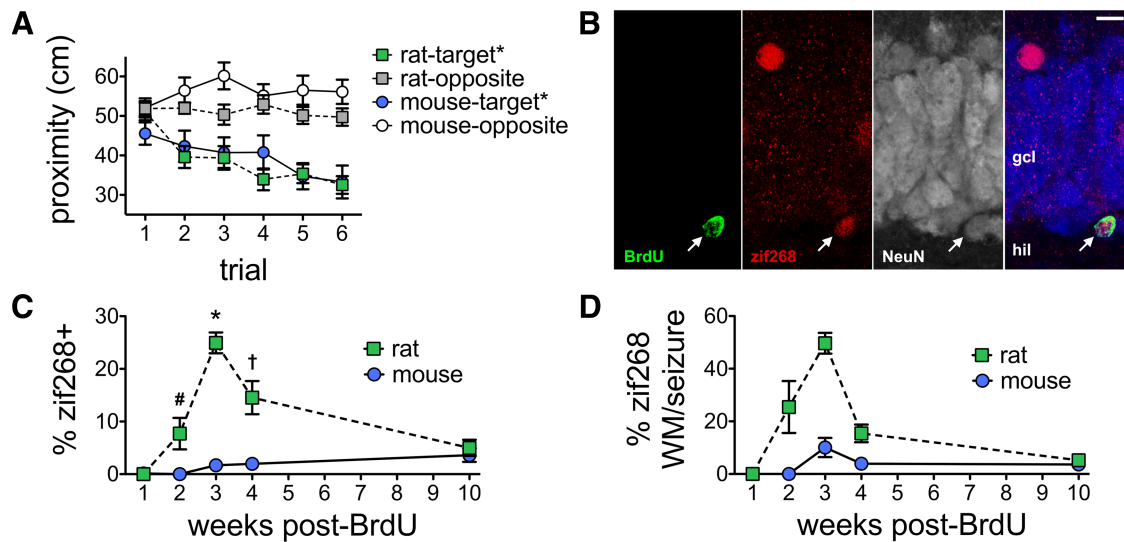 A
proximity (cm)
60
50
40
30
1 2 3 4 5 6
trial
rat-target*
rat-opposite
mouse-target*
mouse-opposite
B
BrdU
zif268
NeuN
gcl
hil
C
% zif268+
30
20
10
0
#
*
†
rat
mouse
1 2 3 4 5 6 7 8 9 10
weeks post-BrdU
D
% zif268
WM/seizure
60
40
20
0
rat
mouse
1 2 3 4 5 6 7 8 9 10
weeks post-BrdU